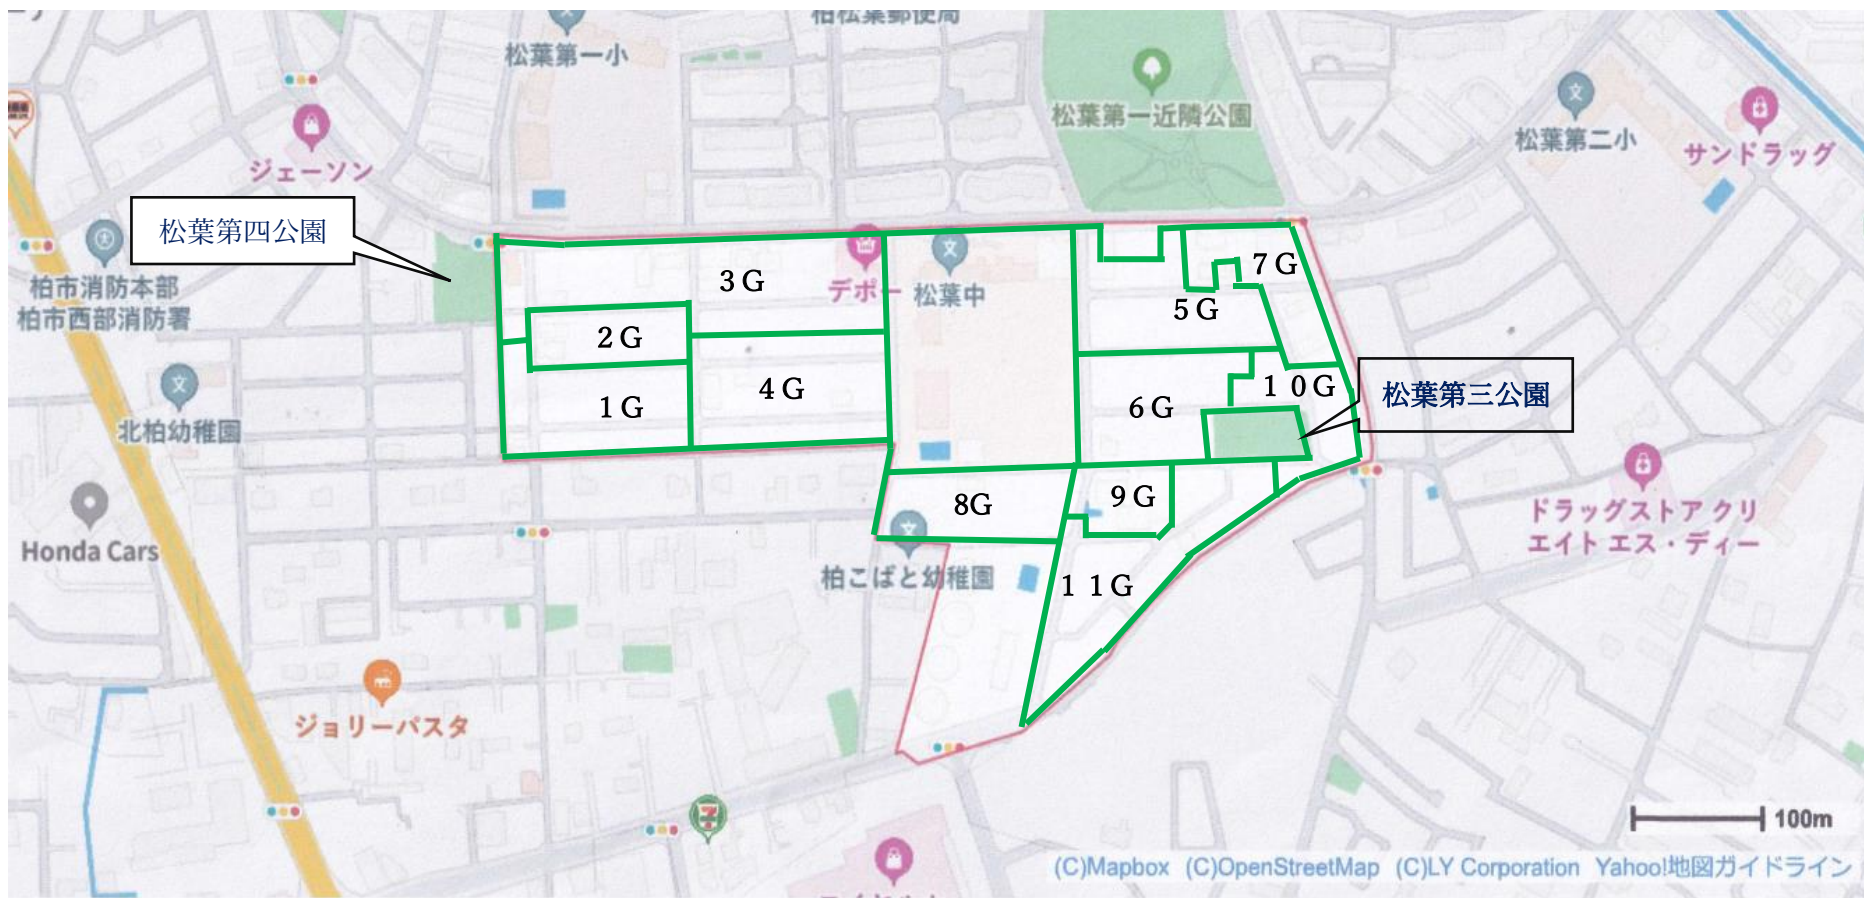 柏松葉郵便局
松葉第一小
松葉第一近隣公園
松葉第二小
サンドラッグ
ジェーソン
松葉第四公園
柏市消防本部
柏市西部消防署
3G
デポー
松葉中
7G
5G
2G
4G
1G
6G
10G
松葉第三公園
北柏幼稚園
8G
9G
Honda Cars
ドラッグストア クリ
エイト エス・ディー
柏こばと幼稚園
11G
ジョリーパスタ
7
100m
(C)Mapbox (C)OpenStreetMap (C)LY Corporation Yahoo!地図ガイドライン